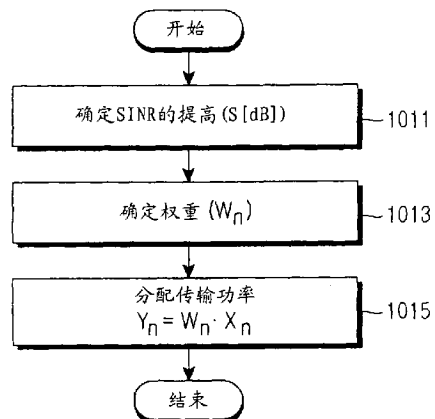 开始
确定SINR的提高(S[dB])
1011
确定权重(Wn)
1013
分配传输功率
Yn=Wn·Xn
1015
结束